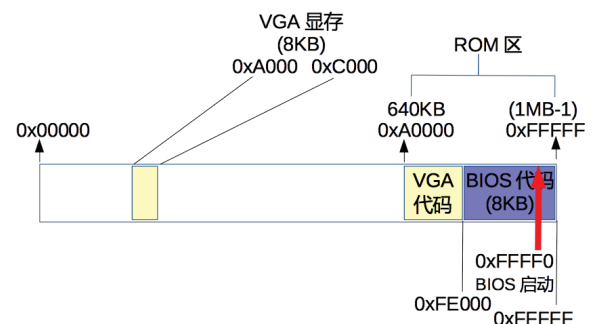 VGA 显存
(8KB)
0xA000 0xC000
ROM 区
0x00000
640KB
0xA0000
(1MB-1)
0xFFFFF
VGA
代码
BIOS 代码
(8KB)
0xFFFF0
BIOS 启动
0xFE000
0xFFFFF